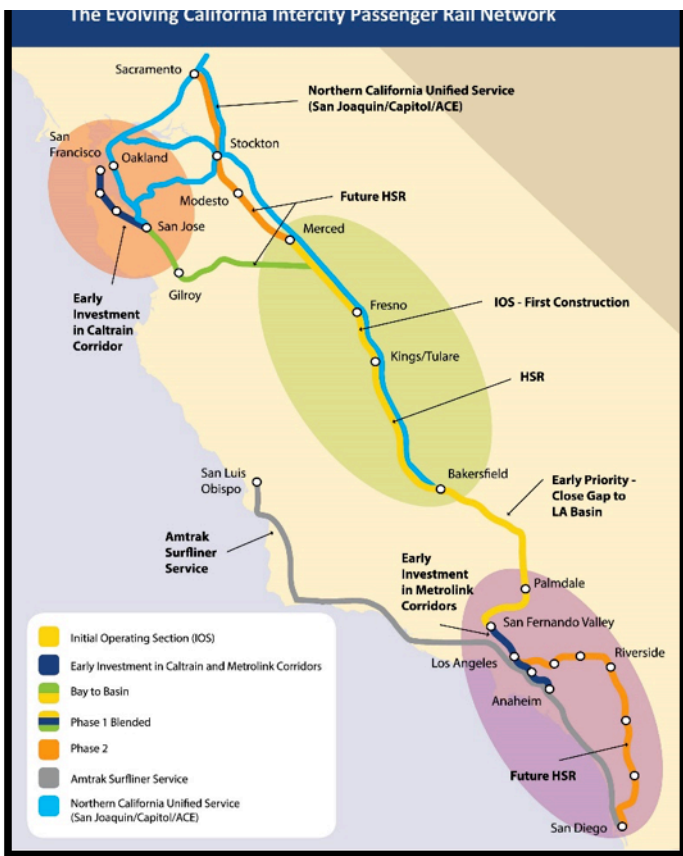 The Evolving California Intercity Passenger Rail Network
Sacramento
Northern California Unified Service
(San Joaquin/Capitol/ACE)
San
Francisco
Oakland
Stockton
Modesto
Future HSR
Merced
San Jose
Gilroy
Early
Investment
in Caltrain
Corridor
Fresno
IOS - First Construction
Kings/Tulare
HSR
San Luis
Obispo
Bakersfield
Early Priority -
Close Gap to
LA Basin
Amtrak
Surfliner
Service
Early
Investment
in Metrolink
Corridors
Palmdale
San Fernando Valley
Los Angeles
Riverside
Anaheim
Future HSR
San Diego
Initial Operating Section (IOS)
Early Investment in Caltrain and Metrolink Corridors
Bay to Basin
Phase 1 Blended
Phase 2
Amtrak Surfliner Service
Northern California Unified Service
(San Joaquin/Capitol/ACE)